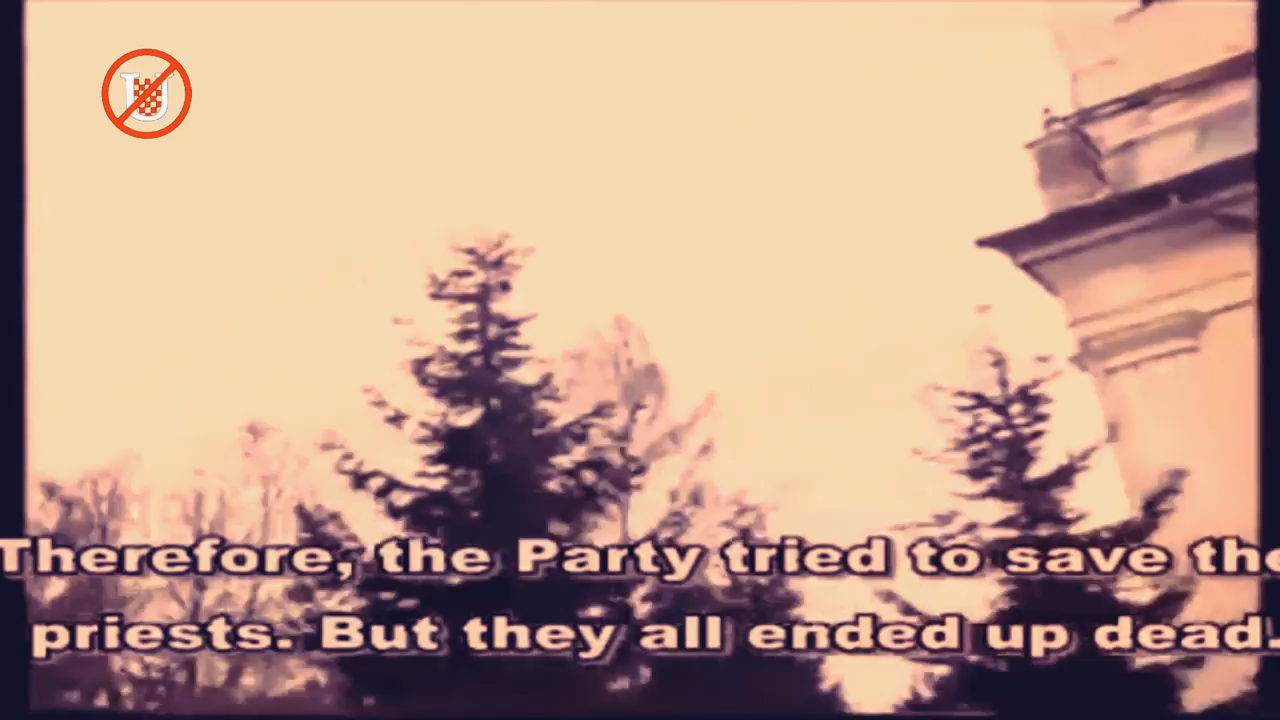 U
Therefore, the Party tried to save the
priests. But they all ended up dead.